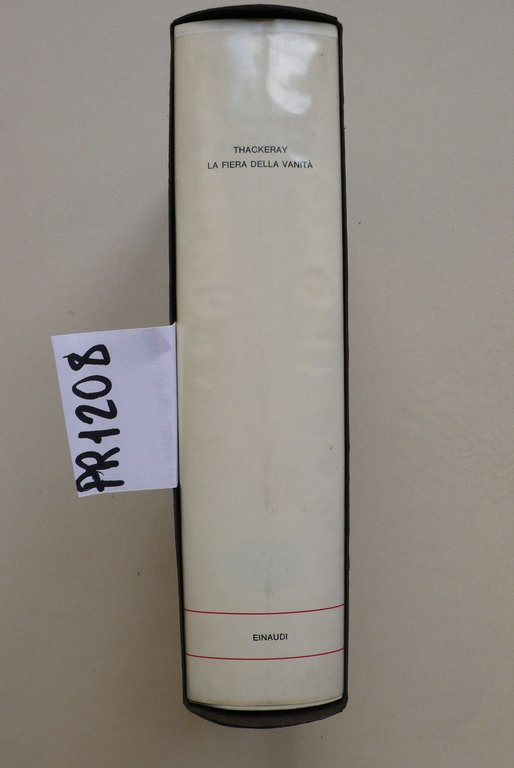 THACKERAY
LA FIERA DELLA VANITÀ
PR1208
EINAUDI